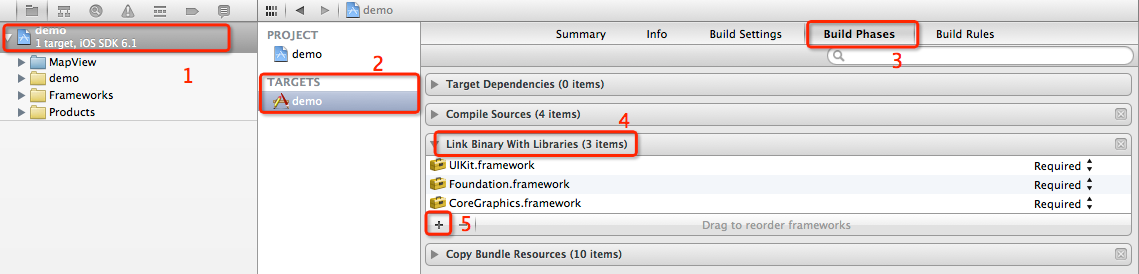 demo
demo
1 target, iOS SDK 6.1
1
MapView
demo
Frameworks
Products
PROJECT
demo
2
TARGETS
demo
Summary Info Build Settings Build Phases Build Rules
3
Target Dependencies (0 items)
Compile Sources (4 items)
4
Link Binary With Libraries (3 items)
UIKit.framework Required
Foundation.framework Required
CoreGraphics.framework Required
+ − 5 Drag to reorder frameworks
Copy Bundle Resources (10 items)